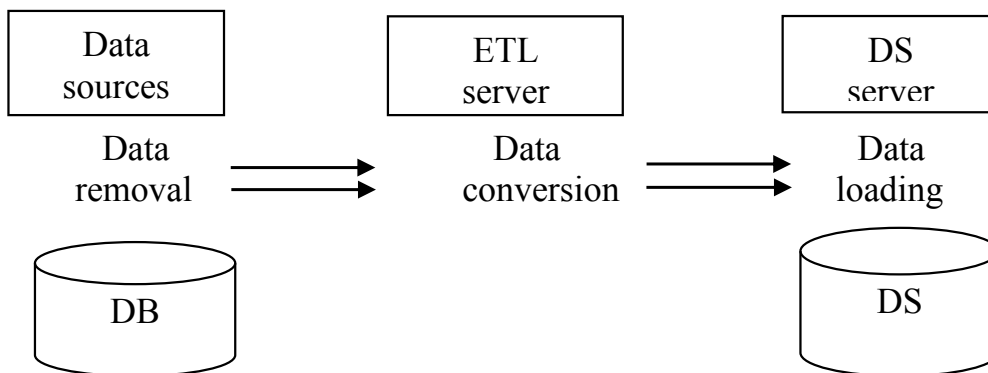 Data
sources
ETL
server
DS
server
Data
removal
Data
conversion
Data
loading
DB
DS